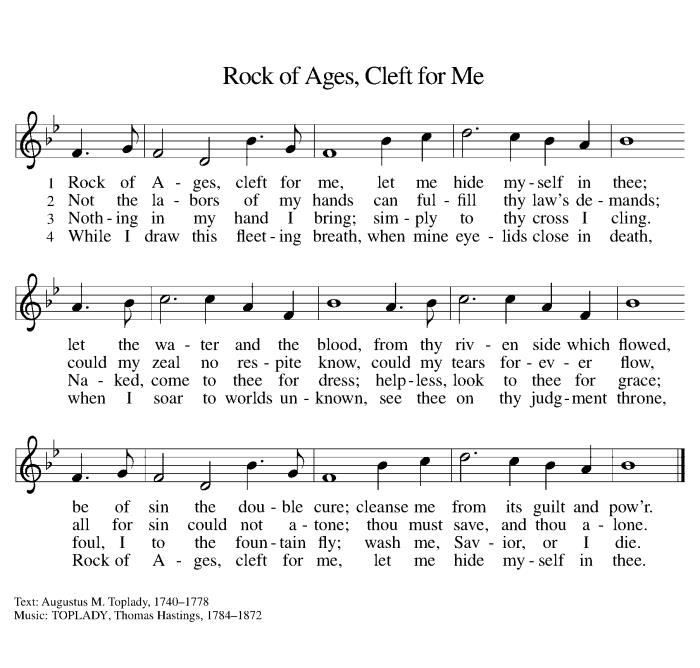 Rock of Ages, Cleft for Me
1 Rock of A - ges, cleft for me, let me hide my - self in thee;
2 Not the la - bors of my hands can ful - fill thy law's de - mands;
3 Noth - ing in my hand I bring; sim - ply to thy cross I cling.
4 While I draw this fleet - ing breath, when mine eye - lids close in death,
let the wa - ter and the blood, from thy riv - en side which flowed,
could my zeal no res - pite know, could my tears for - ev - er flow,
Na - ked, come to thee for dress; help - less, look to thee for grace;
when I soar to worlds un - known, see thee on thy judg - ment throne,
be of sin the dou - ble cure; cleanse me from its guilt and pow'r.
all for sin could not a - tone; thou must save, and thou a - lone.
foul, I to the foun - tain fly; wash me, Sav - ior, or I die.
Rock of A - ges, cleft for me, let me hide my - self in thee.
Text: Augustus M. Toplady, 1740–1778
Music: TOPLADY, Thomas Hastings, 1784–1872